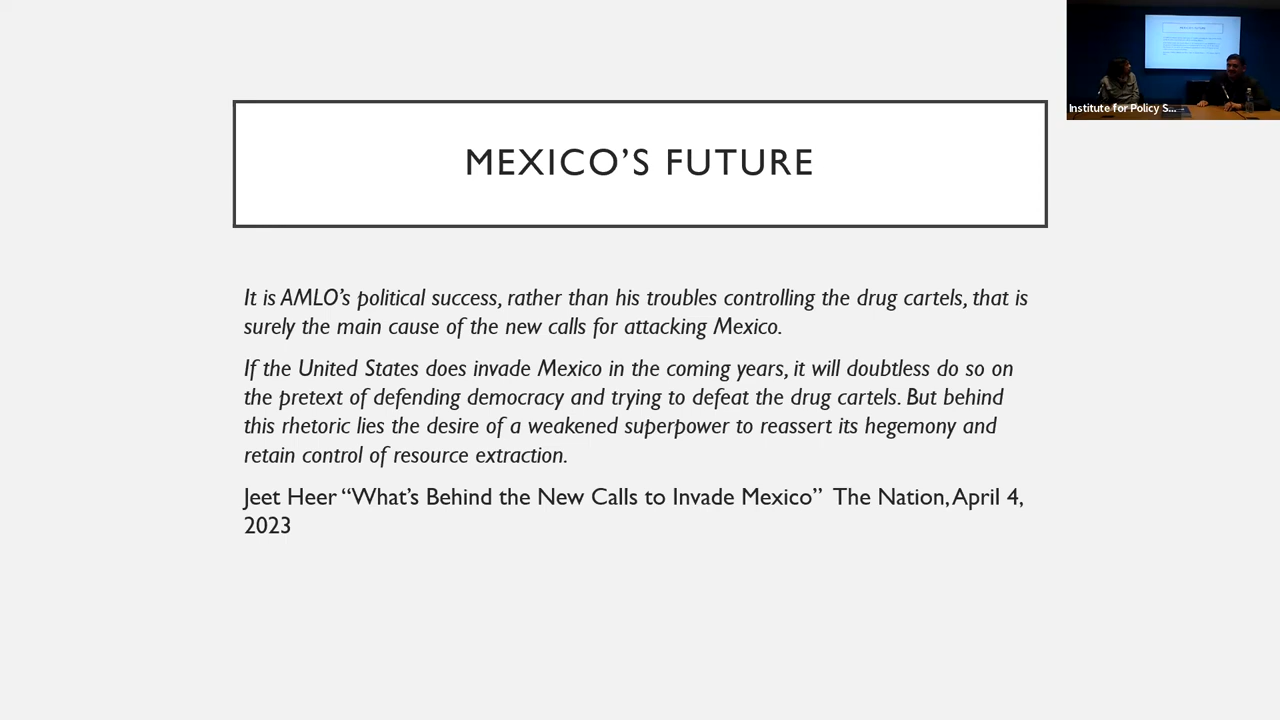 MEXICO'S FUTURE
It is AMLO's political success, rather than his troubles controlling the drug cartels, that is
surely the main cause of the new calls for attacking Mexico.
If the United States does invade Mexico in the coming years, it will doubtless do so on
the pretext of defending democracy and trying to defeat the drug cartels. But behind
this rhetoric lies the desire of a weakened superpower to reassert its hegemony and
retain control of resource extraction.
Jeet Heer “What's Behind the New Calls to Invade Mexico”  The Nation, April 4,
2023
Institute for Policy S...